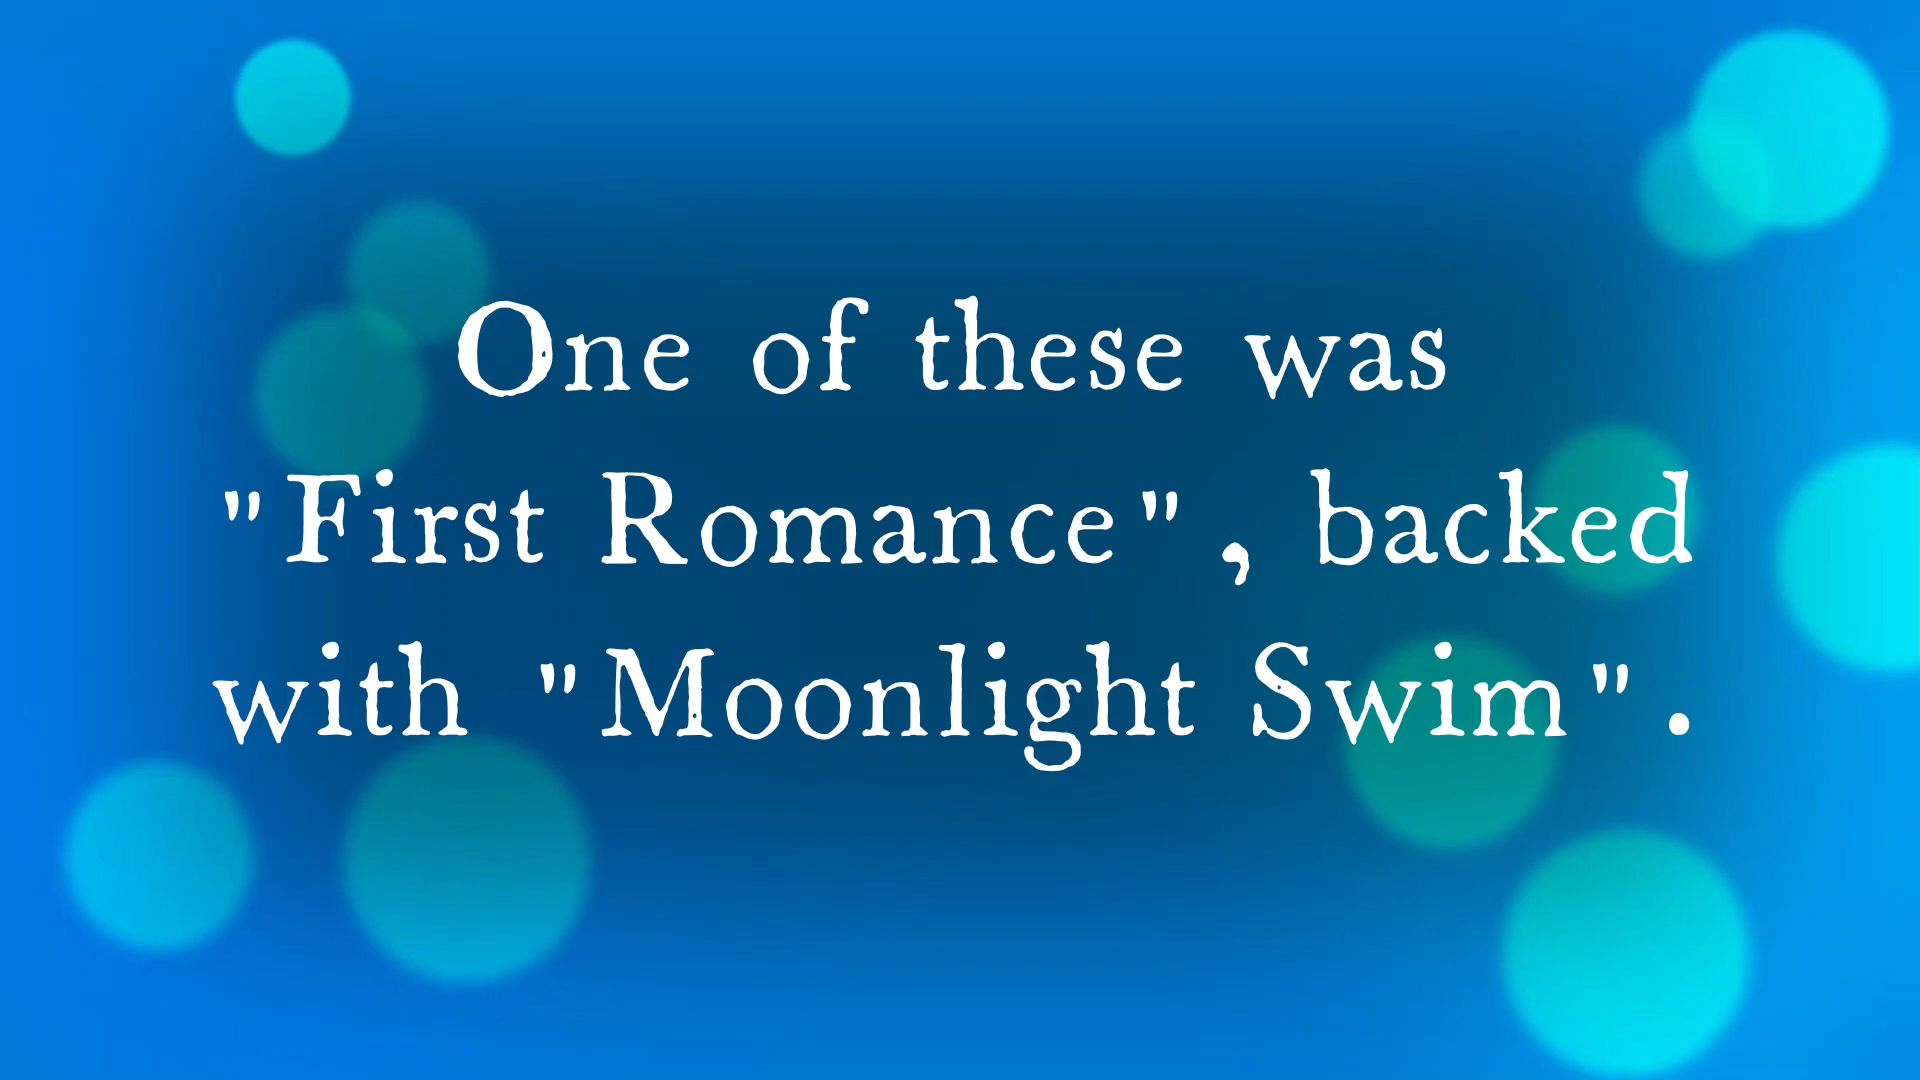 One of these was
"First Romance", backed
with "Moonlight Swim".